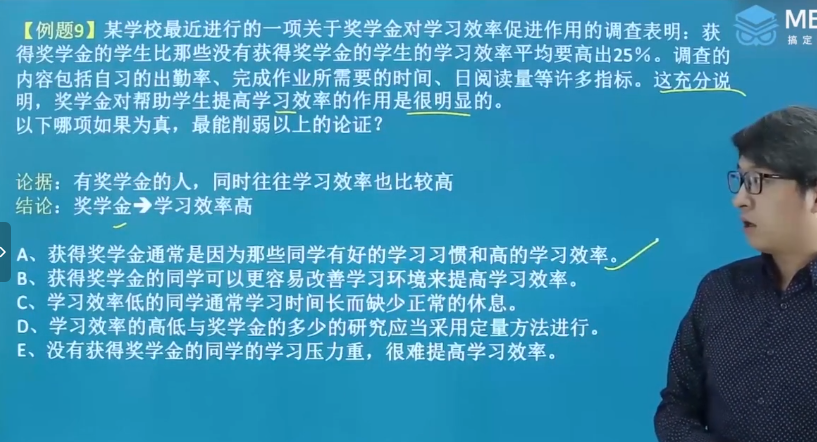 【例题9】某学校最近进行的一项关于奖学金对学习效率促进作用的调查表明：获
得奖学金的学生比那些没有获得奖学金的学生的学习效率平均要高出25%。调查的
内容包括自习的出勤率、完成作业所需要的时间、日阅读量等许多指标。这充分说
明，奖学金对帮助学生提高学习效率的作用是很明显的。
以下哪项如果为真，最能削弱以上的论证？
论据：有奖学金的人，同时往往学习效率也比较高
结论：奖学金➔学习效率高
A、获得奖学金通常是因为那些同学有好的学习习惯和高的学习效率。
B、获得奖学金的同学可以更容易改善学习环境来提高学习效率。
C、学习效率低的同学通常学习时间长而缺少正常的休息。
D、学习效率的高低与奖学金的多少的研究应当采用定量方法进行。
E、没有获得奖学金的同学的学习压力重，很难提高学习效率。
搞定